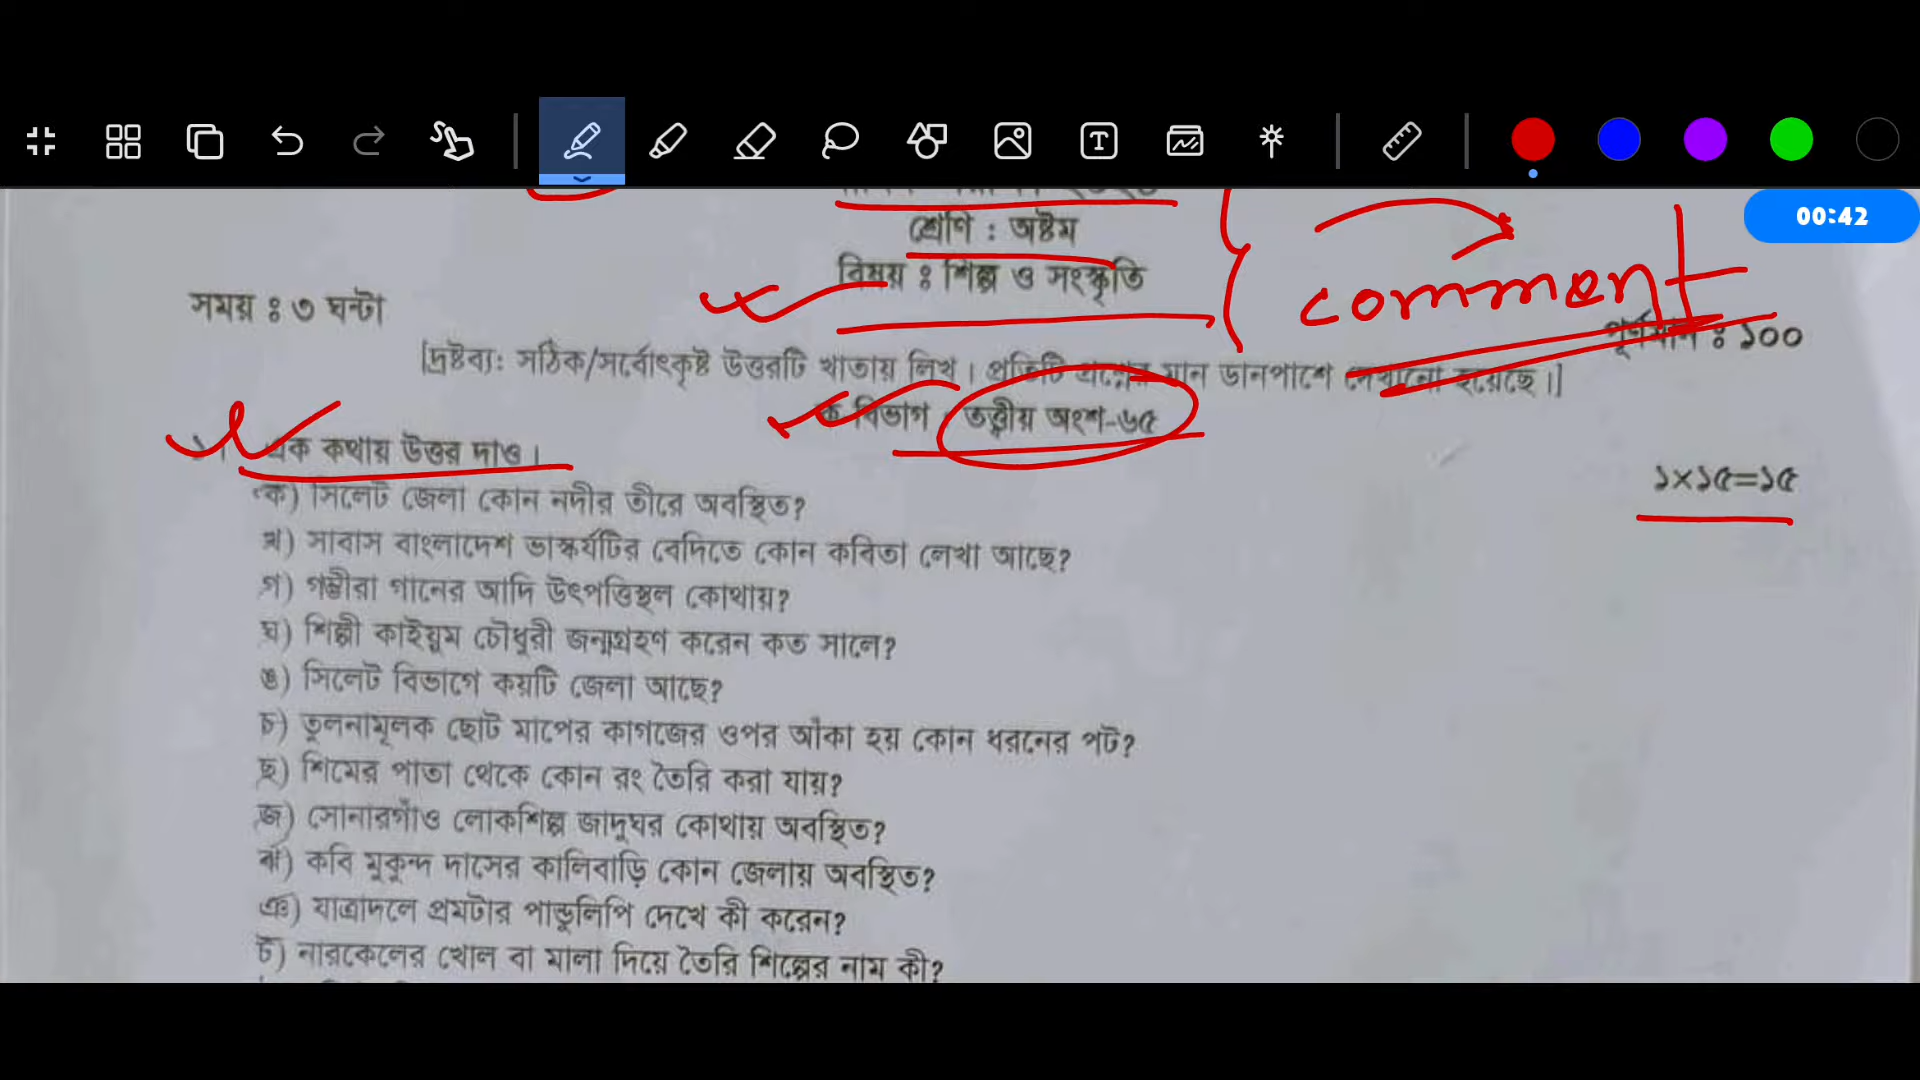 00:42
শ্রেণি : অষ্টম
বিষয় ঃ শিল্প ও সংস্কৃতি
comment
সময় ঃ ৩ ঘন্টা
পূর্ণমান ঃ ১০০
[দ্রষ্টব্য: সঠিক/সর্বোৎকৃষ্ট উত্তরটি খাতায় লিখ। প্রতিটি প্রশ্নের মান ডানপাশে দেখানো হয়েছে।]
ক বিভাগ : তত্ত্বীয় অংশ-৬৫
১। এক কথায় উত্তর দাও।
১×১৫=১৫
ক) সিলেট জেলা কোন নদীর তীরে অবস্থিত?
খ) সাবাস বাংলাদেশ ভাস্কর্যটির বেদিতে কোন কবিতা লেখা আছে?
গ) গম্ভীরা গানের আদি উৎপত্তিস্থল কোথায়?
ঘ) শিল্পী কাইয়ুম চৌধুরী জন্মগ্রহণ করেন কত সালে?
ঙ) সিলেট বিভাগে কয়টি জেলা আছে?
চ) তুলনামূলক ছোট মাপের কাগজের ওপর আঁকা হয় কোন ধরনের পট?
ছ) শিমের পাতা থেকে কোন রং তৈরি করা যায়?
জ) সোনারগাঁও লোকশিল্প জাদুঘর কোথায় অবস্থিত?
ঝ) কবি মুকুন্দ দাসের কালিবাড়ি কোন জেলায় অবস্থিত?
ঞ) যাত্রাদলে প্রমটার পান্ডুলিপি দেখে কী করেন?
ট) নারকেলের খোল বা মালা দিয়ে তৈরি শিল্পের নাম কী?